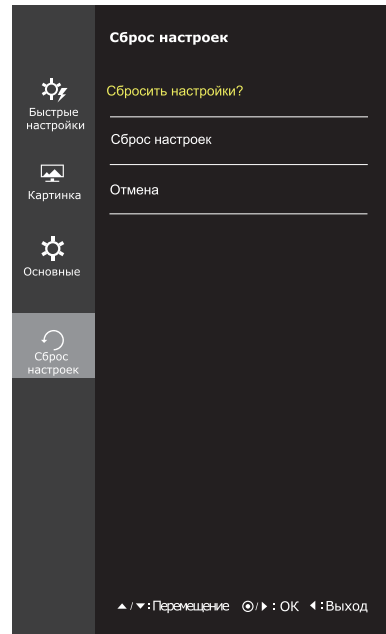 Сброс настроек
Сбросить настройки?
Сброс настроек
Отмена
Быстрые
настройки
Картинка
Основные
Сброс
настроек
▲/▼:Перемещение ⦿/▶: OK ◀:Выход